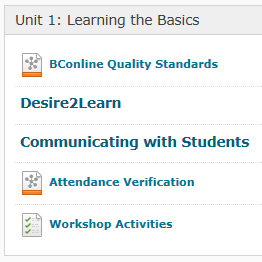 Unit 1: Learning the Basics
BConline Quality Standards
Desire2Learn
Communicating with Students
Attendance Verification
Workshop Activities